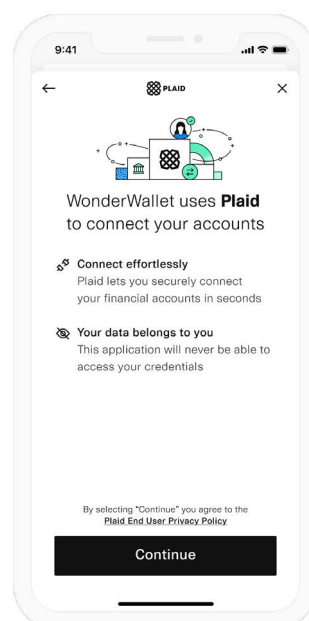 9:41
PLAID
WonderWallet uses Plaid
to connect your accounts
Connect effortlessly
Plaid lets you securely connect
your financial accounts in seconds
Your data belongs to you
This application will never be able to
access your credentials
By selecting “Continue” you agree to the
Plaid End User Privacy Policy
Continue